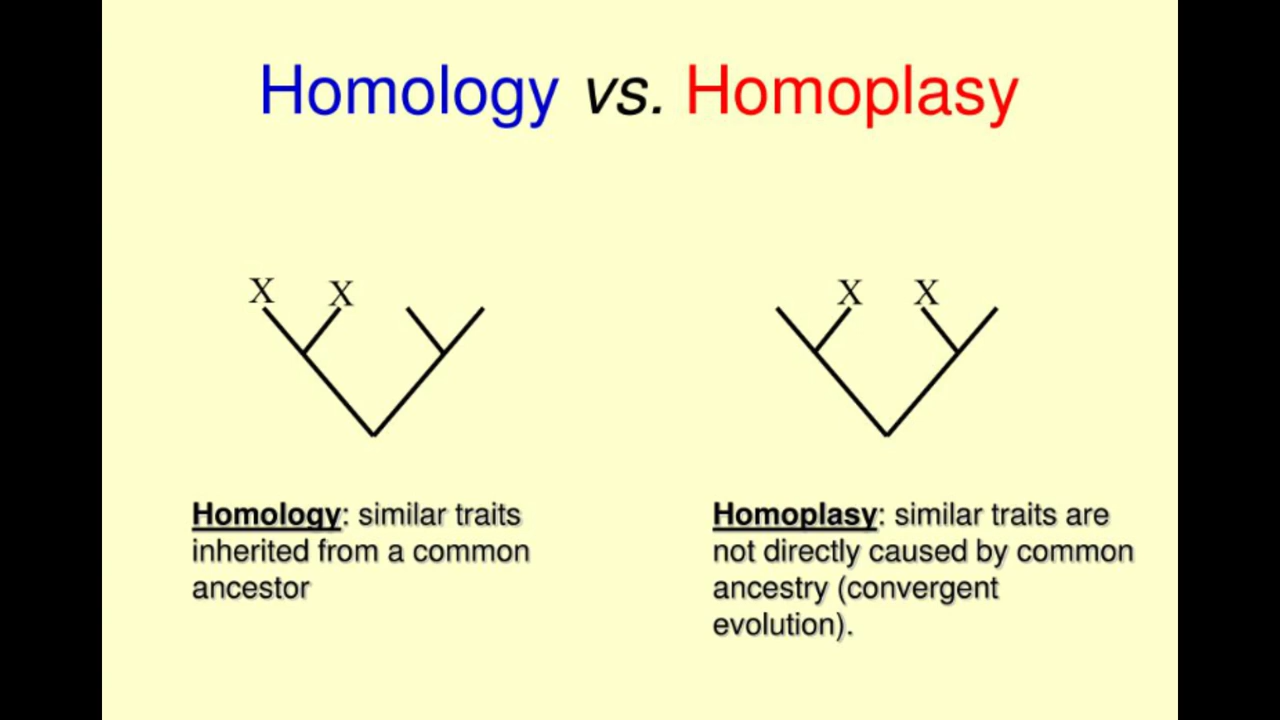 Homology vs. Homoplasy
X X
X X
Homology: similar traits
inherited from a common
ancestor
Homoplasy: similar traits are
not directly caused by common
ancestry (convergent
evolution).